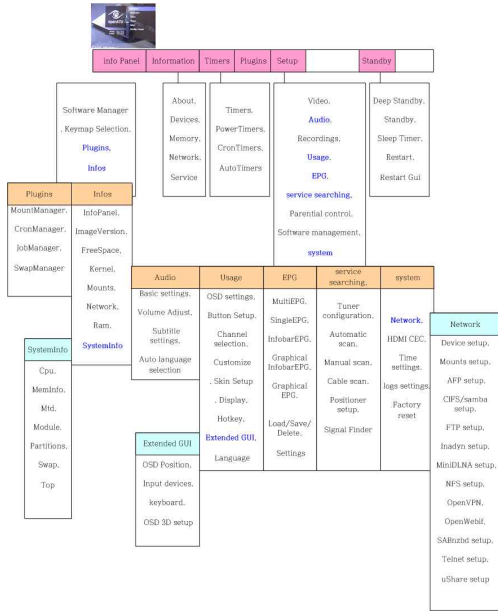 openATV
Info Panel
Information
Timers
Plugins
Setup
Standby
Software Manager
, Keymap Selection,
Plugins,
Infos
About,
Devices,
Memory,
Network,
Service
Timers,
PowerTimers,
CronTimers,
AutoTimers
Video,
Audio,
Recordings,
Usage,
EPG,
service searching,
Parential control,
Software management,
system
Deep Standby,
Standby,
Sleep Timer,
Restart,
Restart Gui
Plugins
MountManager,
CronManager,
JobManager,
SwapManager
Infos
InfoPanel,
ImageVersion,
FreeSpace,
Kernel,
Mounts,
Network,
Ram,
SystemInfo
Audio
Basic settings,
Volume Adjust,
Subtitle
settings,
Auto language
selection
Usage
OSD settings,
Button Setup,
Channel
selection,
Customize
, Skin Setup
, Display,
Hotkey,
Extended GUI,
Language
EPG
MultiEPG,
SingleEPG,
InfobarEPG,
Graphical
InfobarEPG,
Graphical
EPG,
Load/Save/
Delete,
Settings
service
searching,
Tuner
configuration,
Automatic
scan,
Manual scan,
Cable scan,
Positioner
setup,
Signal Finder
system
Network,
HDMI CEC,
Time
settings,
logs settings,
Factory
reset
Network
Device setup,
Mounts setup,
AFP setup,
CIFS/samba
setup,
FTP setup,
Inadyn setup,
MiniDLNA setup,
NFS setup,
OpenVPN,
OpenWebif,
SABnzbd setup,
Telnet setup,
uShare setup
SystemInfo
Cpu,
MemInfo,
Mtd,
Module,
Partitions,
Swap,
Top
Extended GUI
OSD Position,
Input devices,
keyboard,
OSD 3D setup